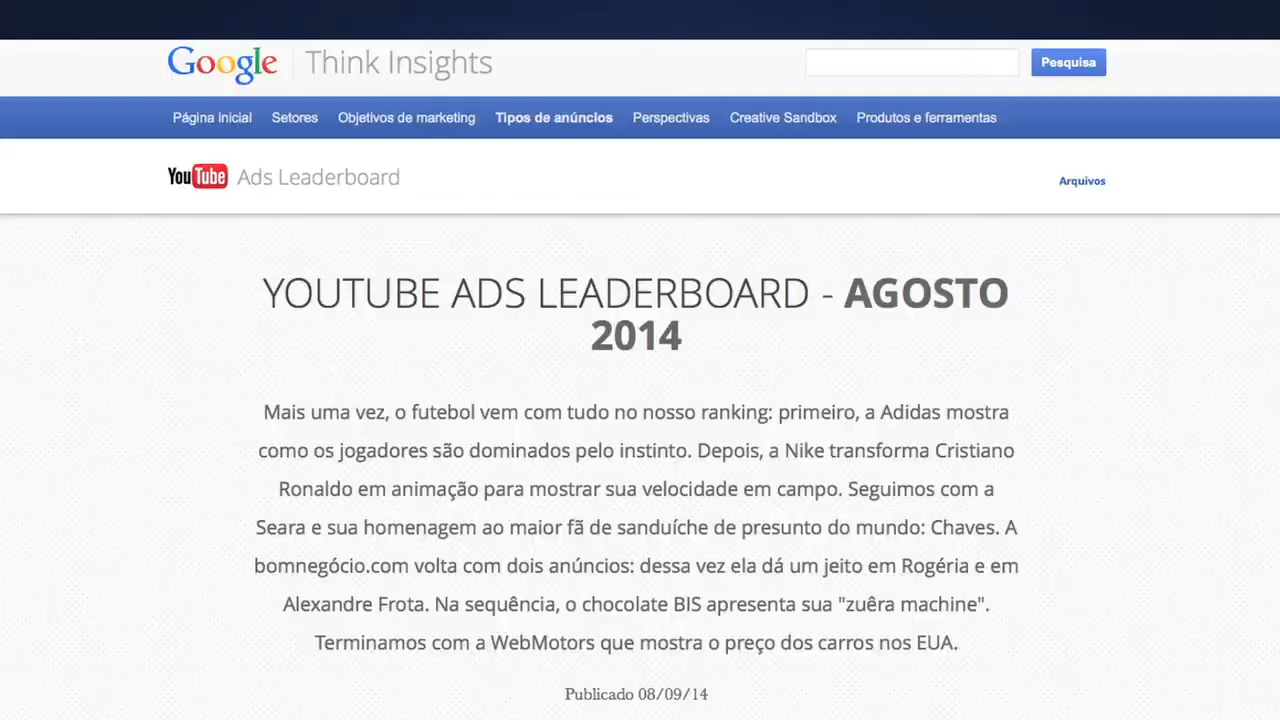 Google Think Insights
Pesquisa
Página inicial Setores Objetivos de marketing Tipos de anúncios Perspectivas Creative Sandbox Produtos e ferramentas
YouTube Ads Leaderboard
Arquivos
YOUTUBE ADS LEADERBOARD - AGOSTO
2014
Mais uma vez, o futebol vem com tudo no nosso ranking: primeiro, a Adidas mostra
como os jogadores são dominados pelo instinto. Depois, a Nike transforma Cristiano
Ronaldo em animação para mostrar sua velocidade em campo. Seguimos com a
Seara e sua homenagem ao maior fã de sanduíche de presunto do mundo: Chaves. A
bomnegócio.com volta com dois anúncios: dessa vez ela dá um jeito em Rogéria e em
Alexandre Frota. Na sequência, o chocolate BIS apresenta sua "zuêra machine".
Terminamos com a WebMotors que mostra o preço dos carros nos EUA.
Publicado 08/09/14